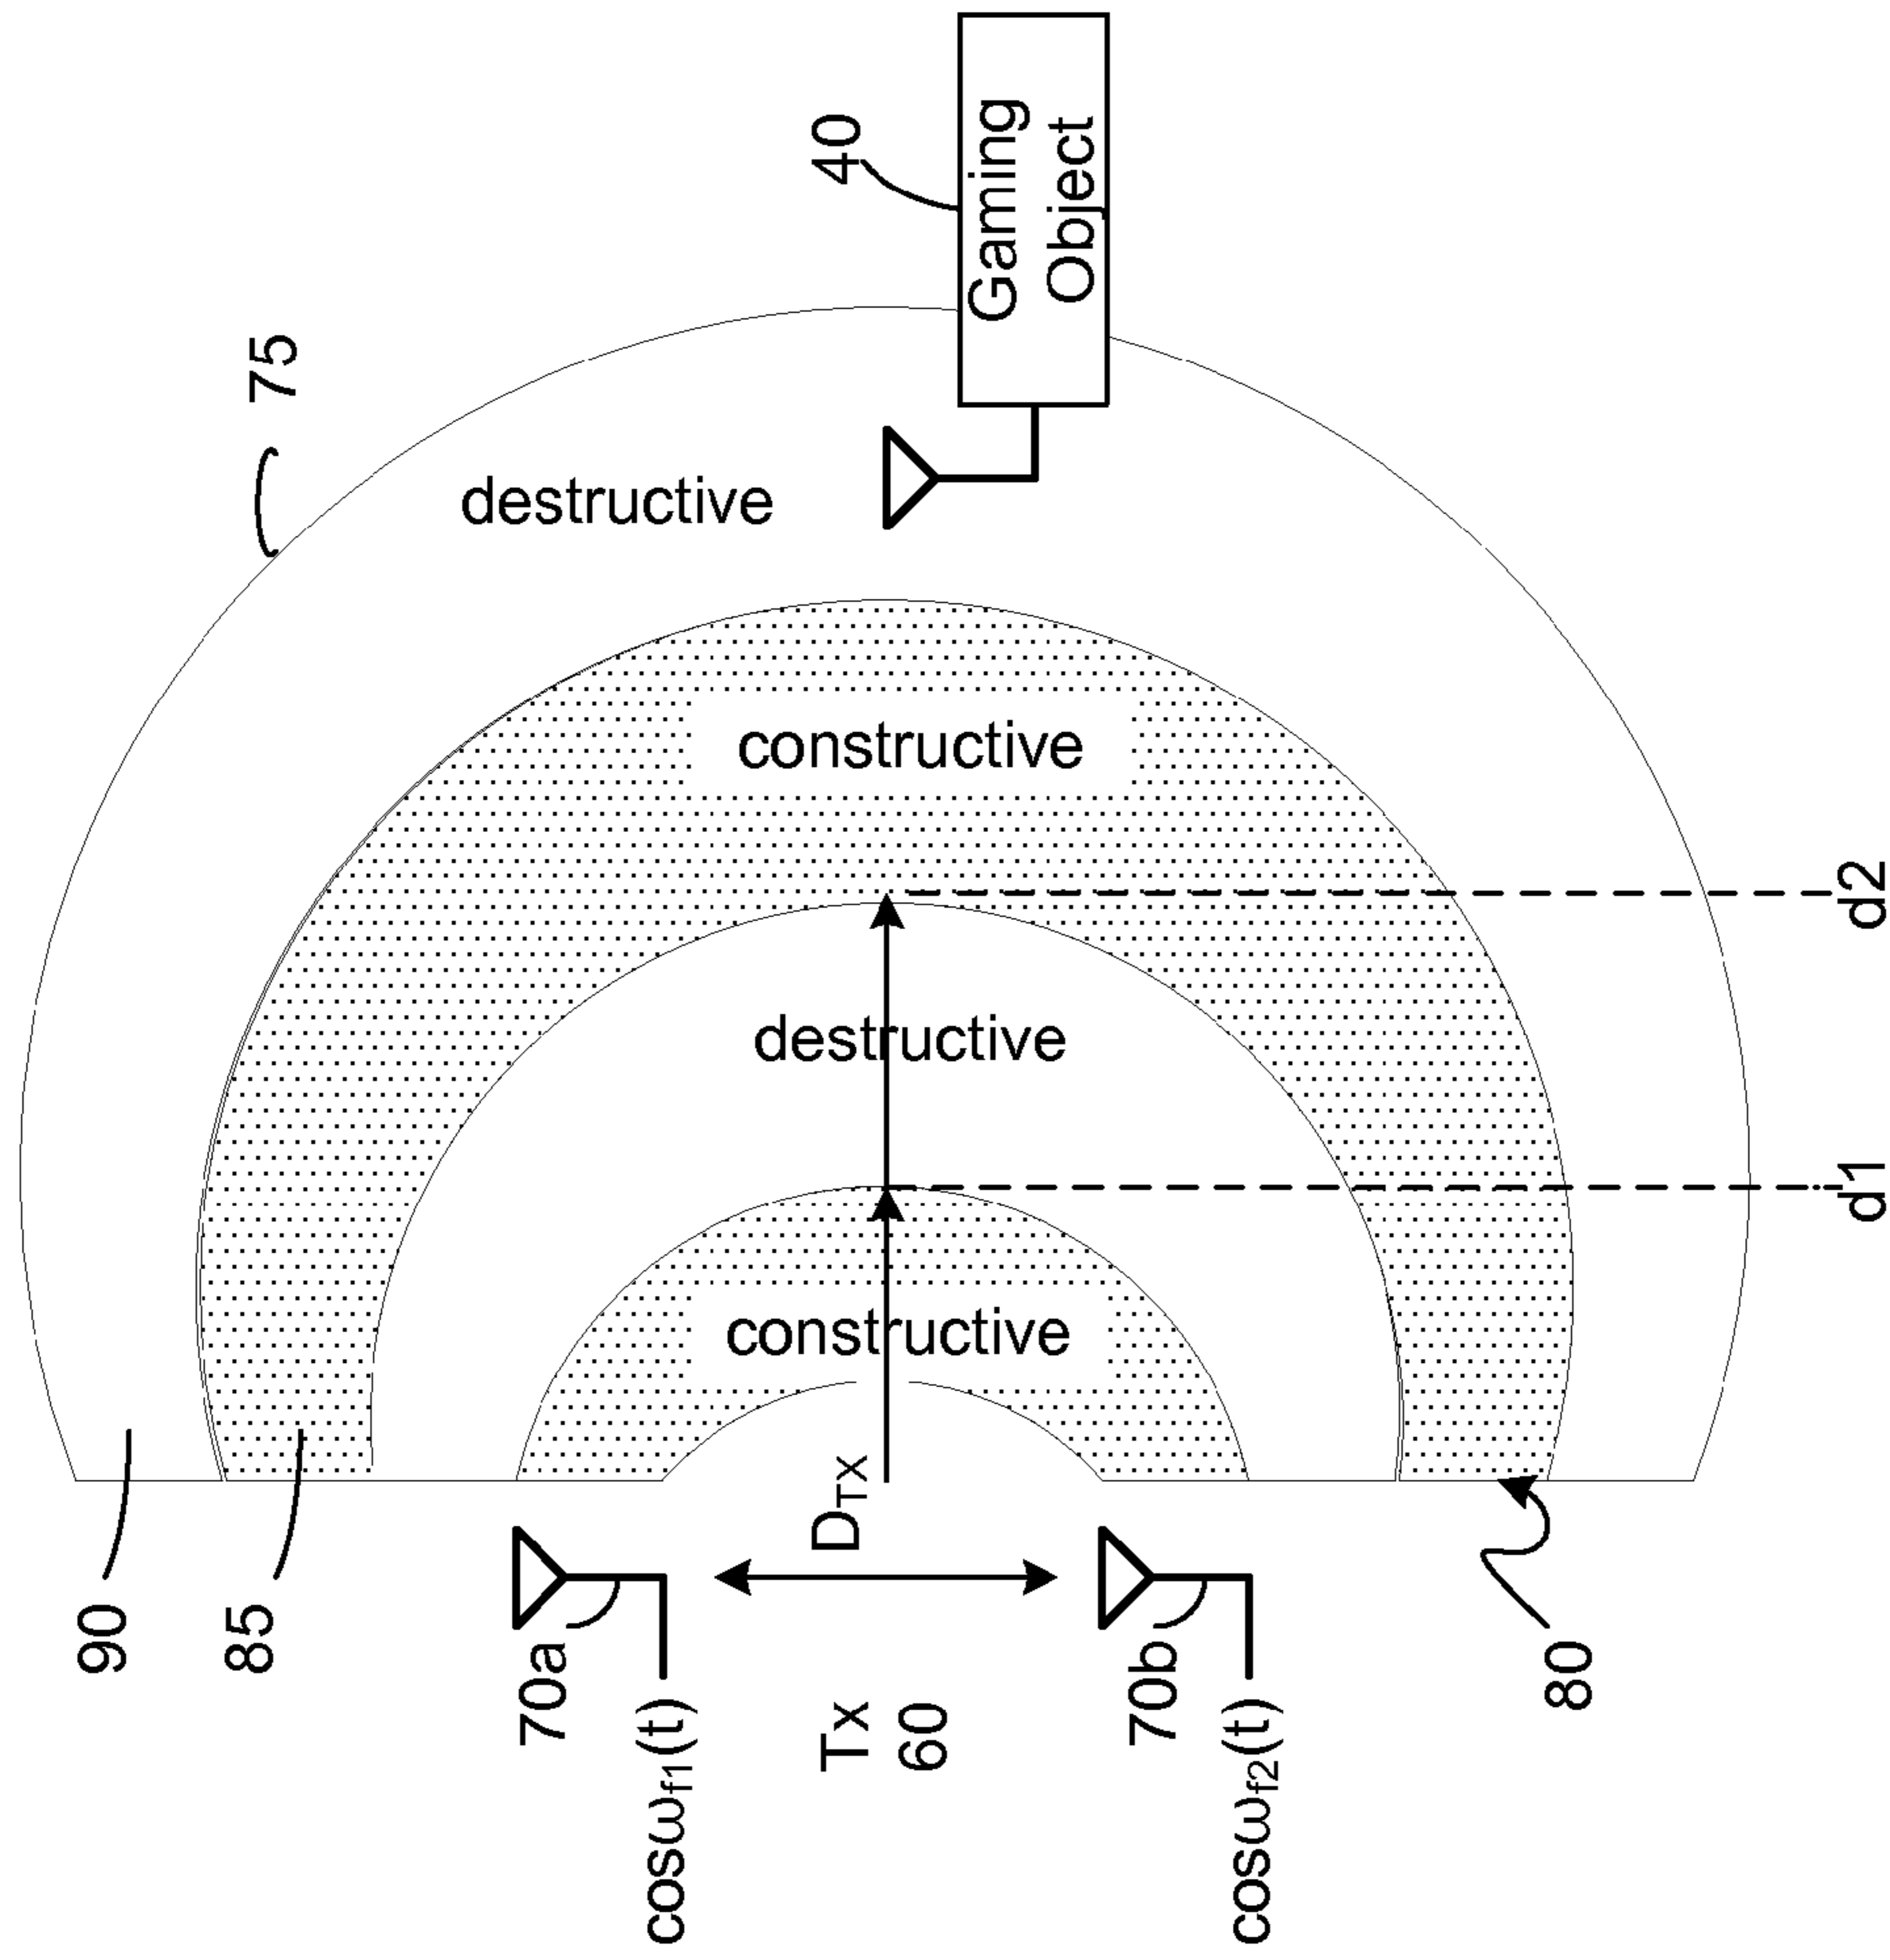 40
Gaming
Object
75
destructive
constructive
d2
destructive
d1
constructive
DTX
90
85
70a
70b
80
Tx
60
cosωf1(t)
cosωf2(t)